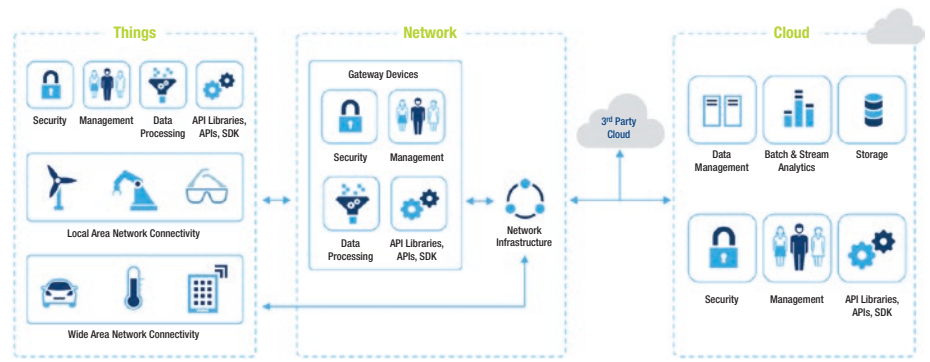 Things
Security
Management
Data
Processing
API Libraries,
APIs, SDK
Local Area Network Connectivity
Wide Area Network Connectivity
Network
Gateway Devices
Security
Management
Data
Processing
API Libraries,
APIs, SDK
Network
Infrastructure
3rd Party
Cloud
Cloud
Data
Management
Batch & Stream
Analytics
Storage
Security
Management
API Libraries,
APIs, SDK